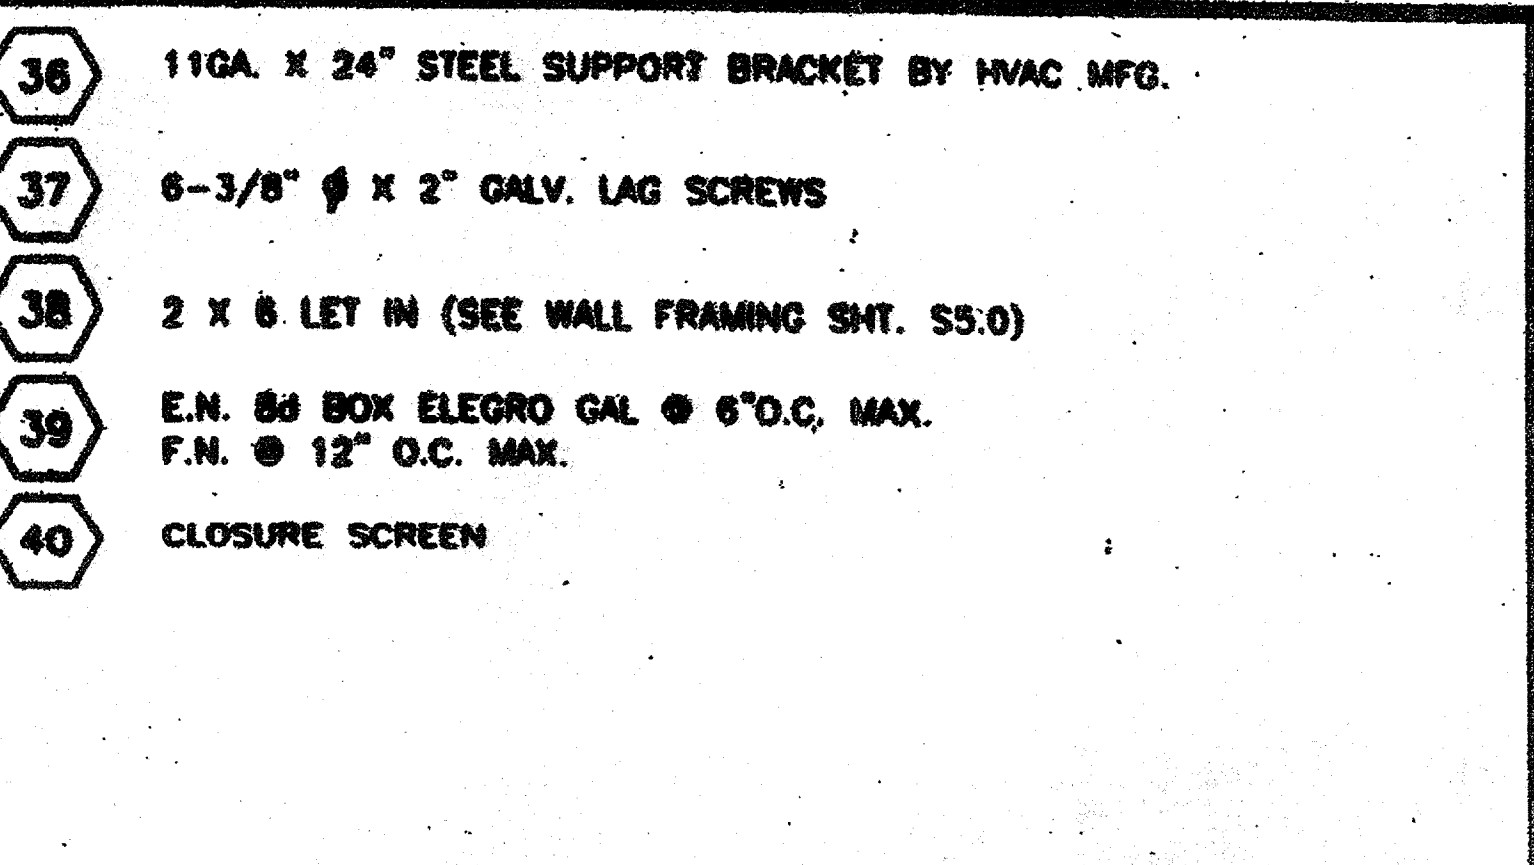 36 11GA. X 24" STEEL SUPPORT BRACKET BY HVAC MFG.
37 6-3/8" ϕ X 2" GALV. LAG SCREWS
38 2 X 6 LET IN (SEE WALL FRAMING SHT. S5.0)
39 E.N. 8d BOX ELEGRO GAL @ 6"O.C. MAX.
F.N. @ 12" O.C. MAX.
40 CLOSURE SCREEN